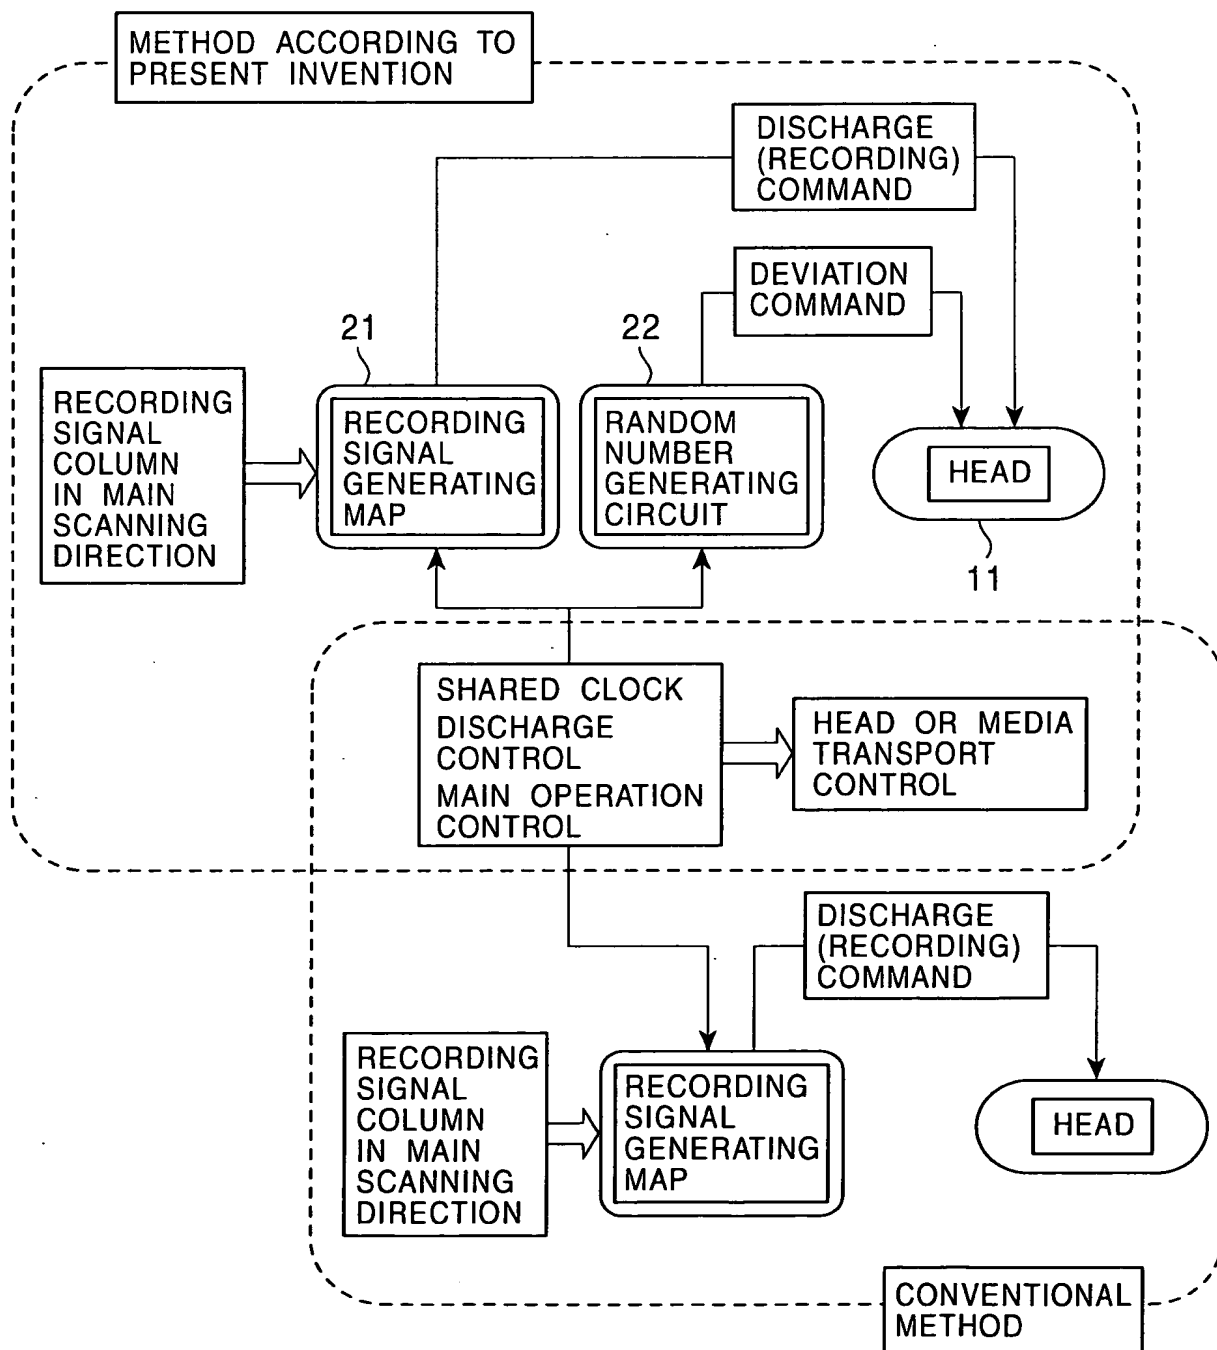 METHOD ACCORDING TO
PRESENT INVENTION
DISCHARGE
(RECORDING)
COMMAND
DEVIATION
COMMAND
21
22
RECORDING
SIGNAL
COLUMN
IN MAIN
SCANNING
DIRECTION
RECORDING
SIGNAL
GENERATING
MAP
RANDOM
NUMBER
GENERATING
CIRCUIT
HEAD
11
SHARED CLOCK
DISCHARGE
CONTROL
MAIN OPERATION
CONTROL
HEAD OR MEDIA
TRANSPORT
CONTROL
DISCHARGE
(RECORDING)
COMMAND
RECORDING
SIGNAL
COLUMN
IN MAIN
SCANNING
DIRECTION
RECORDING
SIGNAL
GENERATING
MAP
HEAD
CONVENTIONAL
METHOD